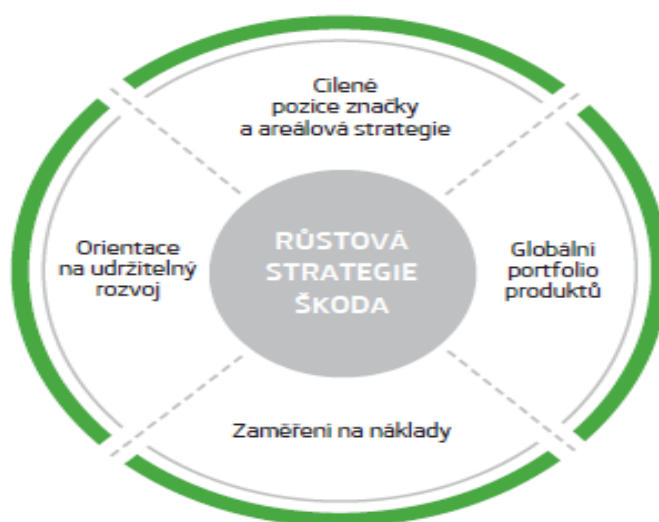 Cílené
pozice značky
a areálová strategie
Orientace
na udržitelný
rozvoj
RŮSTOVÁ
STRATEGIE
ŠKODA
Globální
portfolio
produktů
Zaměření na náklady